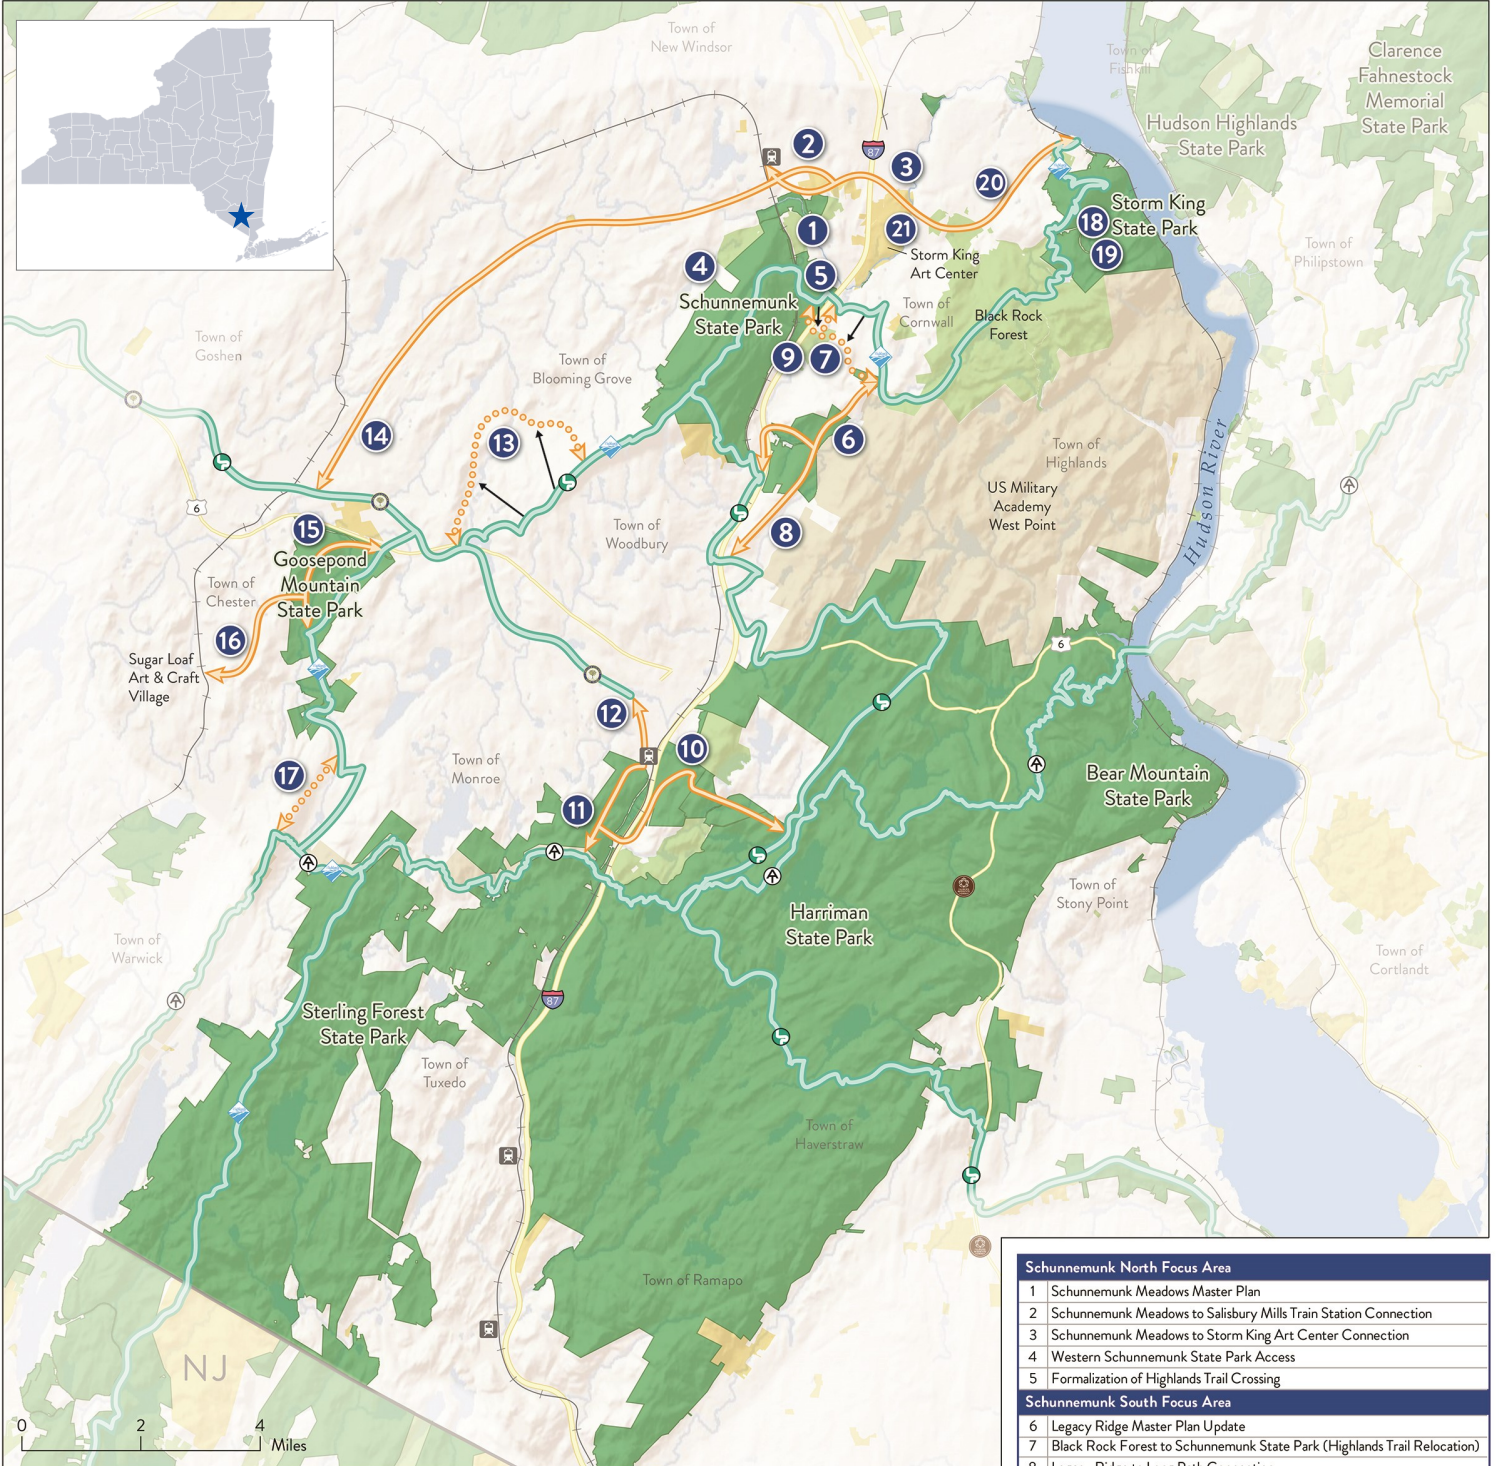 Town of
New Windsor
Town of
Fishkill
Clarence
Fahnestock
Memorial
State Park
Hudson Highlands
State Park
87
2
3
20
1
21
18
19
Storm King
State Park
4
5
Storm King
Art Center
Town of
Philipstown
Schunnemunk
State Park
Town of
Cornwall
Black Rock
Forest
Town of
Goshen
Town of
Blooming Grove
9
7
14
13
6
Town of
Highlands
US Military
Academy
West Point
Hudson River
6
15
8
Town of
Woodbury
Goosepond
Mountain
State Park
Town of
Chester
16
Sugar Loaf
Art & Craft
Village
6
12
10
17
Town of
Monroe
11
Bear Mountain
State Park
Harriman
State Park
Town of
Stony Point
Town of
Warwick
Town of
Cortlandt
87
Sterling Forest
State Park
Town of
Tuxedo
Town of
Haverstraw
Town of Ramapo
NJ
0 2 4
Miles
Schunnemunk North Focus Area
1 Schunnemunk Meadows Master Plan
2 Schunnemunk Meadows to Salisbury Mills Train Station Connection
3 Schunnemunk Meadows to Storm King Art Center Connection
4 Western Schunnemunk State Park Access
5 Formalization of Highlands Trail Crossing
Schunnemunk South Focus Area
6 Legacy Ridge Master Plan Update
7 Black Rock Forest to Schunnemunk State Park (Highlands Trail Relocation)